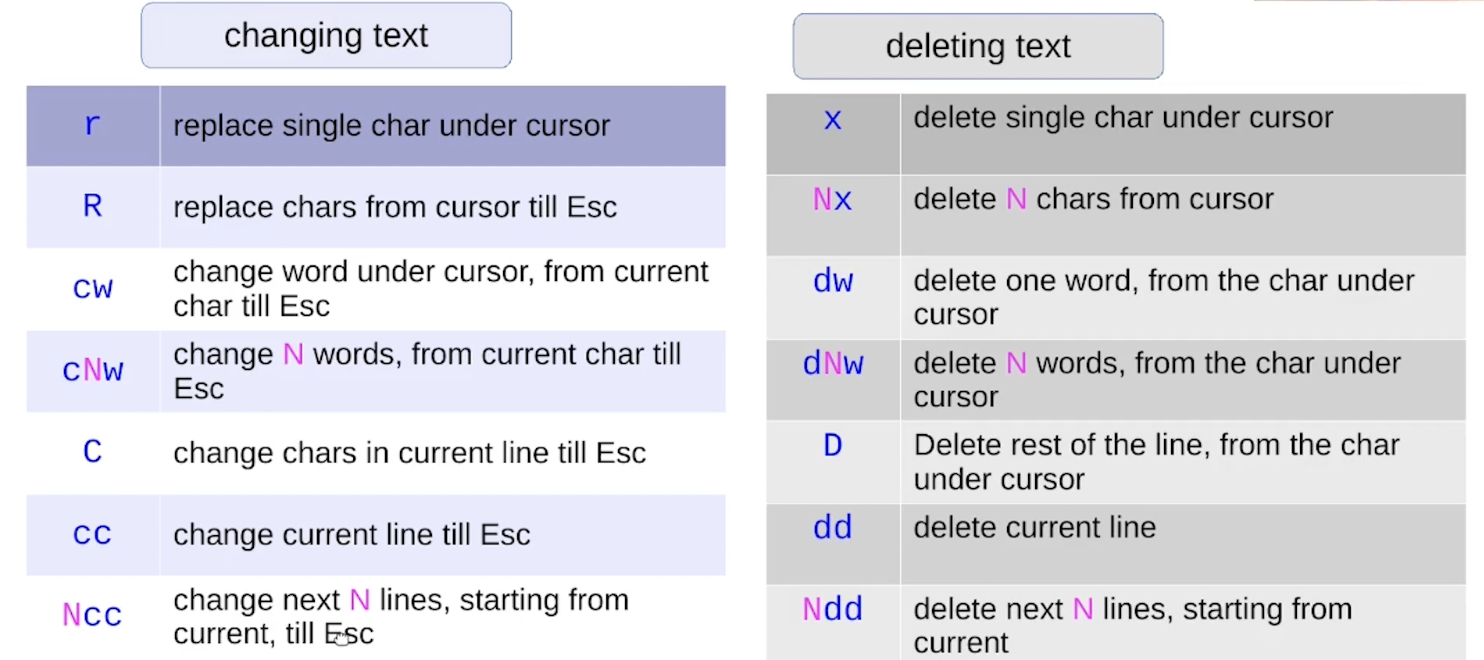 changing text
r
replace single char under cursor
R
replace chars from cursor till Esc
cw
change word under cursor, from current
char till Esc
cNw
change N words, from current char till
Esc
C
change chars in current line till Esc
cc
change current line till Esc
Ncc
change next N lines, starting from
current, till Esc
deleting text
x
delete single char under cursor
Nx
delete N chars from cursor
dw
delete one word, from the char under
cursor
dNw
delete N words, from the char under
cursor
D
Delete rest of the line, from the char
under cursor
dd
delete current line
Ndd
delete next N lines, starting from
current